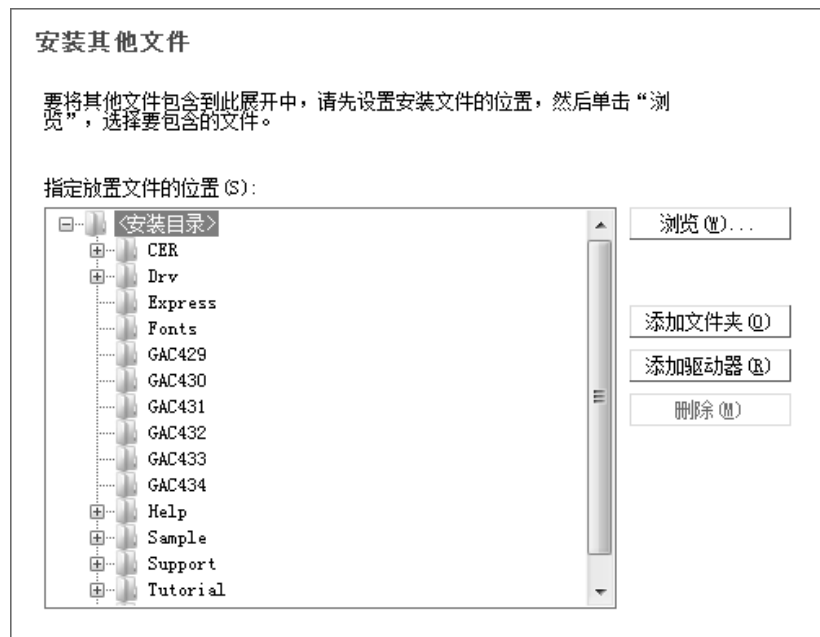 安装其他文件
要将其他文件包含到此展开中，请先设置安装文件的位置，然后单击“浏
览”，选择要包含的文件。
指定放置文件的位置(S):
<安装目录>
CER
Drv
Express
Fonts
GAC429
GAC430
GAC431
GAC432
GAC433
GAC434
Help
Sample
Support
Tutorial
浏览(W)...
添加文件夹(O)
添加驱动器(R)
删除(M)